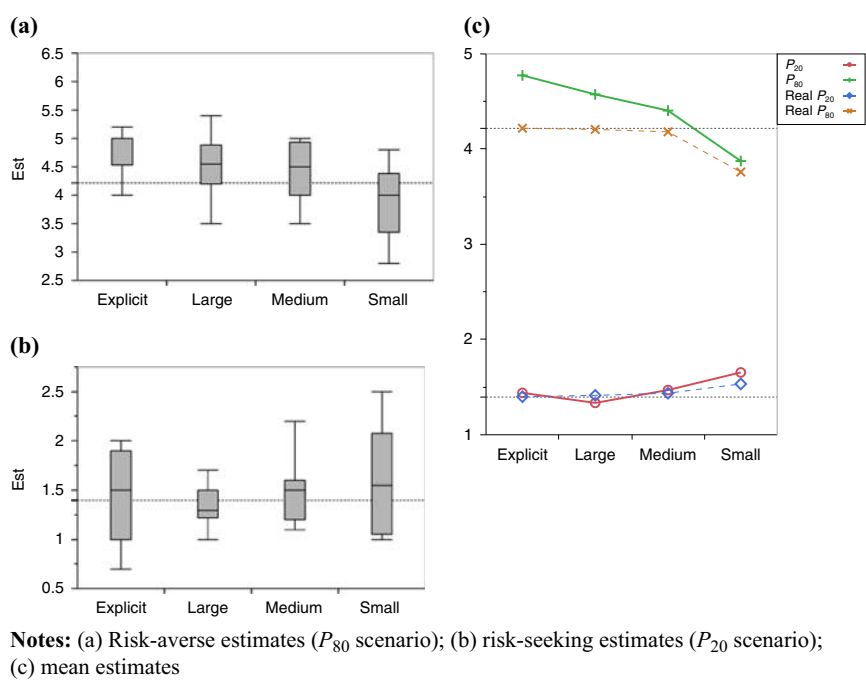 (a)
6.5
6
5.5
5
4.5
4
3.5
3
2.5
Est
Explicit Large Medium Small
(b)
2.5
2
1.5
1
0.5
Est
Explicit Large Medium Small
(c)
5
4
3
2
1
Explicit Large Medium Small
P20
P80
Real P20
Real P80
Notes: (a) Risk-averse estimates (P80 scenario); (b) risk-seeking estimates (P20 scenario);
(c) mean estimates